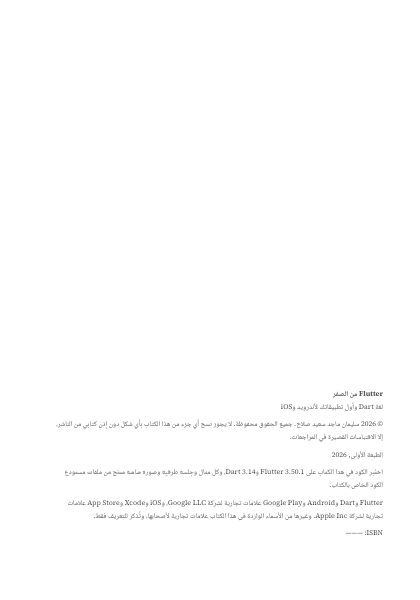 Flutter من الصفر
لغة Dart وأول تطبيقاتك لأندرويد وiOS
© 2026 سليمان ماجد سعيد صلاح. جميع الحقوق محفوظة. لا يجوز نسخ أي جزء من هذا الكتاب بأي شكل دون إذن كتابي من الناشر،
إلا الاقتباسات القصيرة في المراجعات.
الطبعة الأولى، 2026
اختُبر الكود في هذا الكتاب على Flutter 3.50.1 وDart 3.14، وكل مثال وجلسة طرفية وصورة شاشة مُنتج من ملفات مستودع
الكود الخاص بالكتاب.
Flutter وDart وAndroid وGoogle Play علامات تجارية لشركة Google LLC، وiOS وXcode وApp Store علامات
تجارية لشركة Apple Inc. وغيرها من الأسماء الواردة في هذا الكتاب علامات تجارية لأصحابها، وتُذكر للتعريف فقط.
ISBN: ———